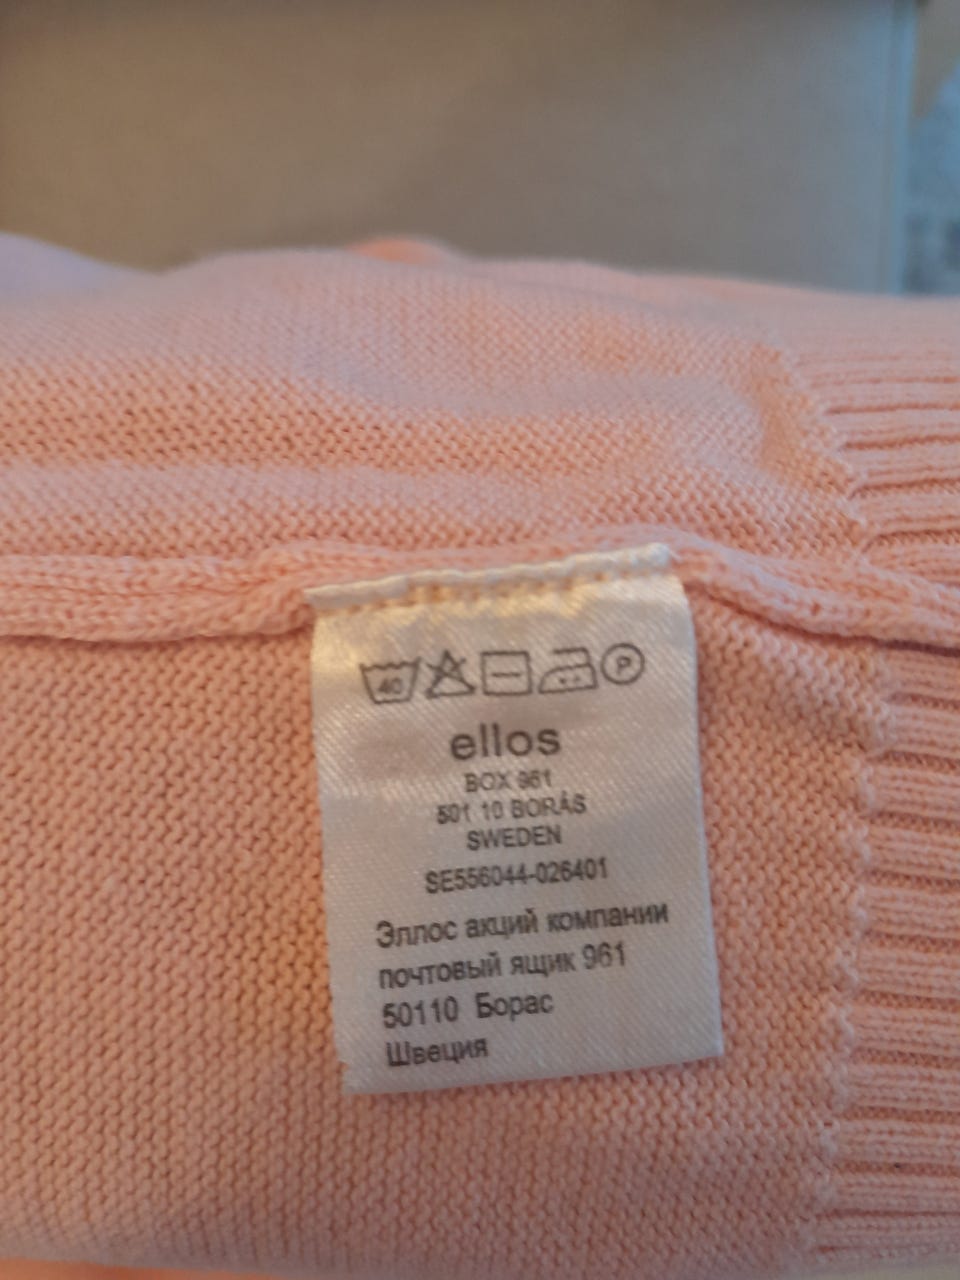 40 P
ellos
BOX 961
501 10 BORÅS
SWEDEN
SE556044-026401
Эллос акций компании
почтовый ящик 961
50110 Борас
Швеция